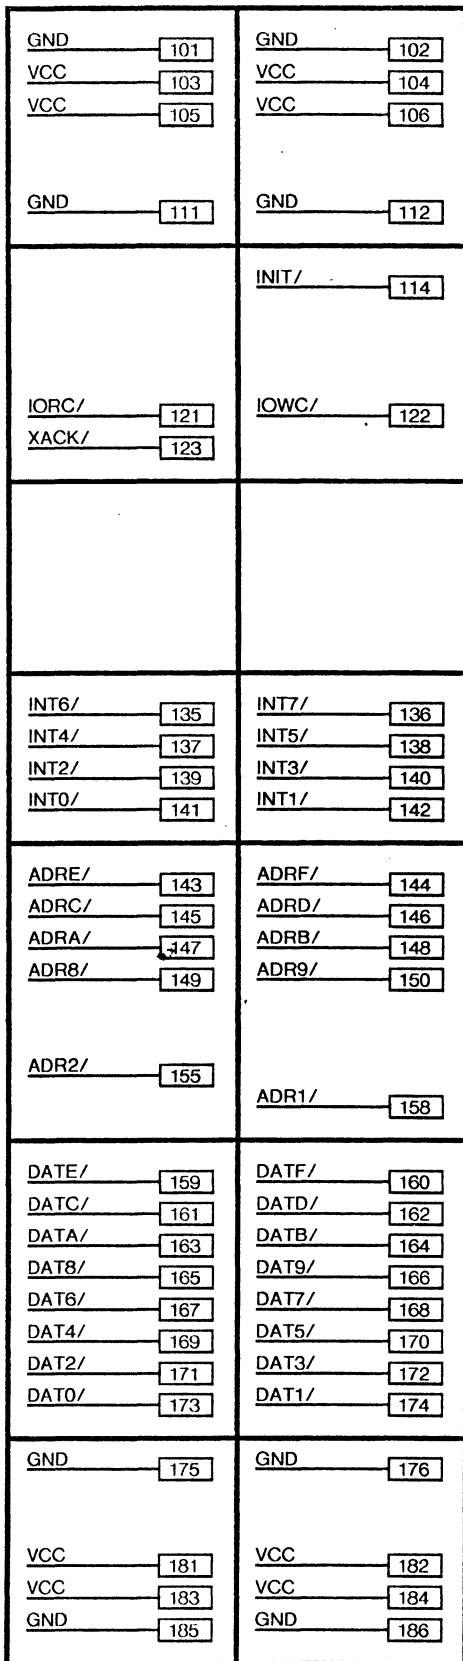 GND 101 GND 102
VCC 103 VCC 104
VCC 105 VCC 106
GND 111 GND 112
INIT/ 114
IORC/ 121 IOWC/ 122
XACK/ 123
INT6/ 135 INT7/ 136
INT4/ 137 INT5/ 138
INT2/ 139 INT3/ 140
INT0/ 141 INT1/ 142
ADRE/ 143 ADRF/ 144
ADRC/ 145 ADRD/ 146
ADRA/ 147 ADRB/ 148
ADR8/ 149 ADR9/ 150
ADR2/ 155
ADR1/ 158
DATE/ 159 DATF/ 160
DATC/ 161 DATD/ 162
DATA/ 163 DATB/ 164
DAT8/ 165 DAT9/ 166
DAT6/ 167 DAT7/ 168
DAT4/ 169 DAT5/ 170
DAT2/ 171 DAT3/ 172
DAT0/ 173 DAT1/ 174
GND 175 GND 176
VCC 181 VCC 182
VCC 183 VCC 184
GND 185 GND 186